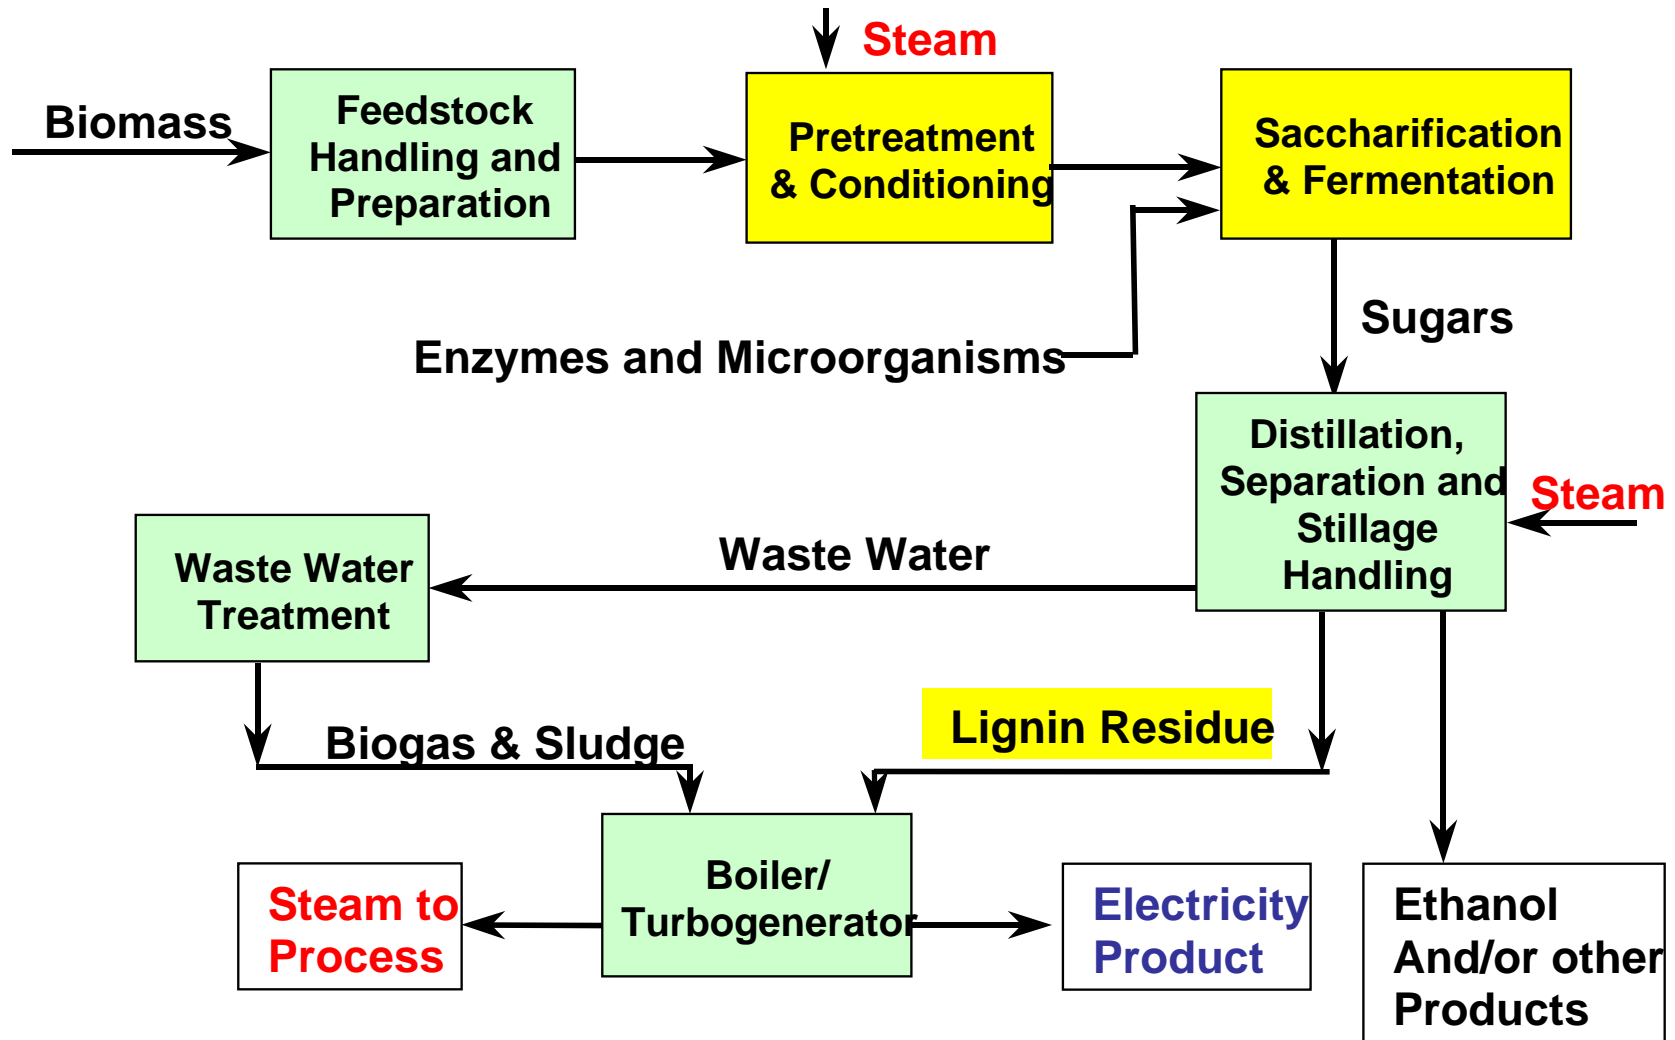 Steam
Biomass
Feedstock
Handling and
Preparation
Pretreatment
& Conditioning
Saccharification
& Fermentation
Enzymes and Microorganisms
Sugars
Distillation,
Separation and
Stillage
Handling
Steam
Waste Water
Waste Water
Treatment
Biogas & Sludge
Lignin Residue
Boiler/
Turbogenerator
Steam to
Process
Electricity
Product
Ethanol
And/or other
Products